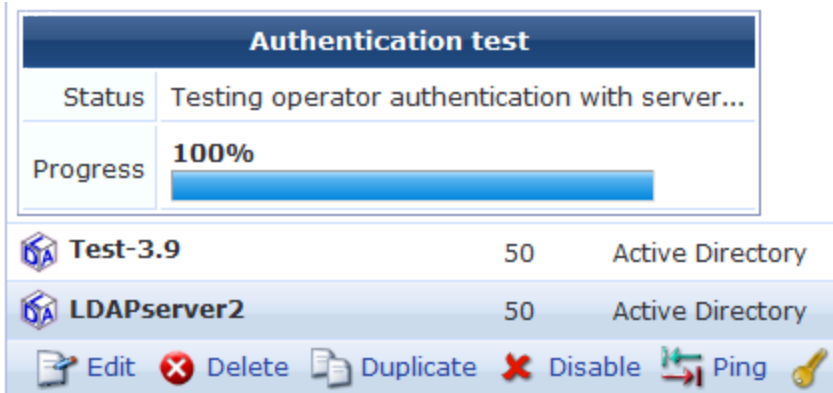 Authentication test
Status Testing operator authentication with server...
Progress 100%
Test-3.9 50 Active Directory
LDAPserver2 50 Active Directory
Edit Delete Duplicate Disable Ping